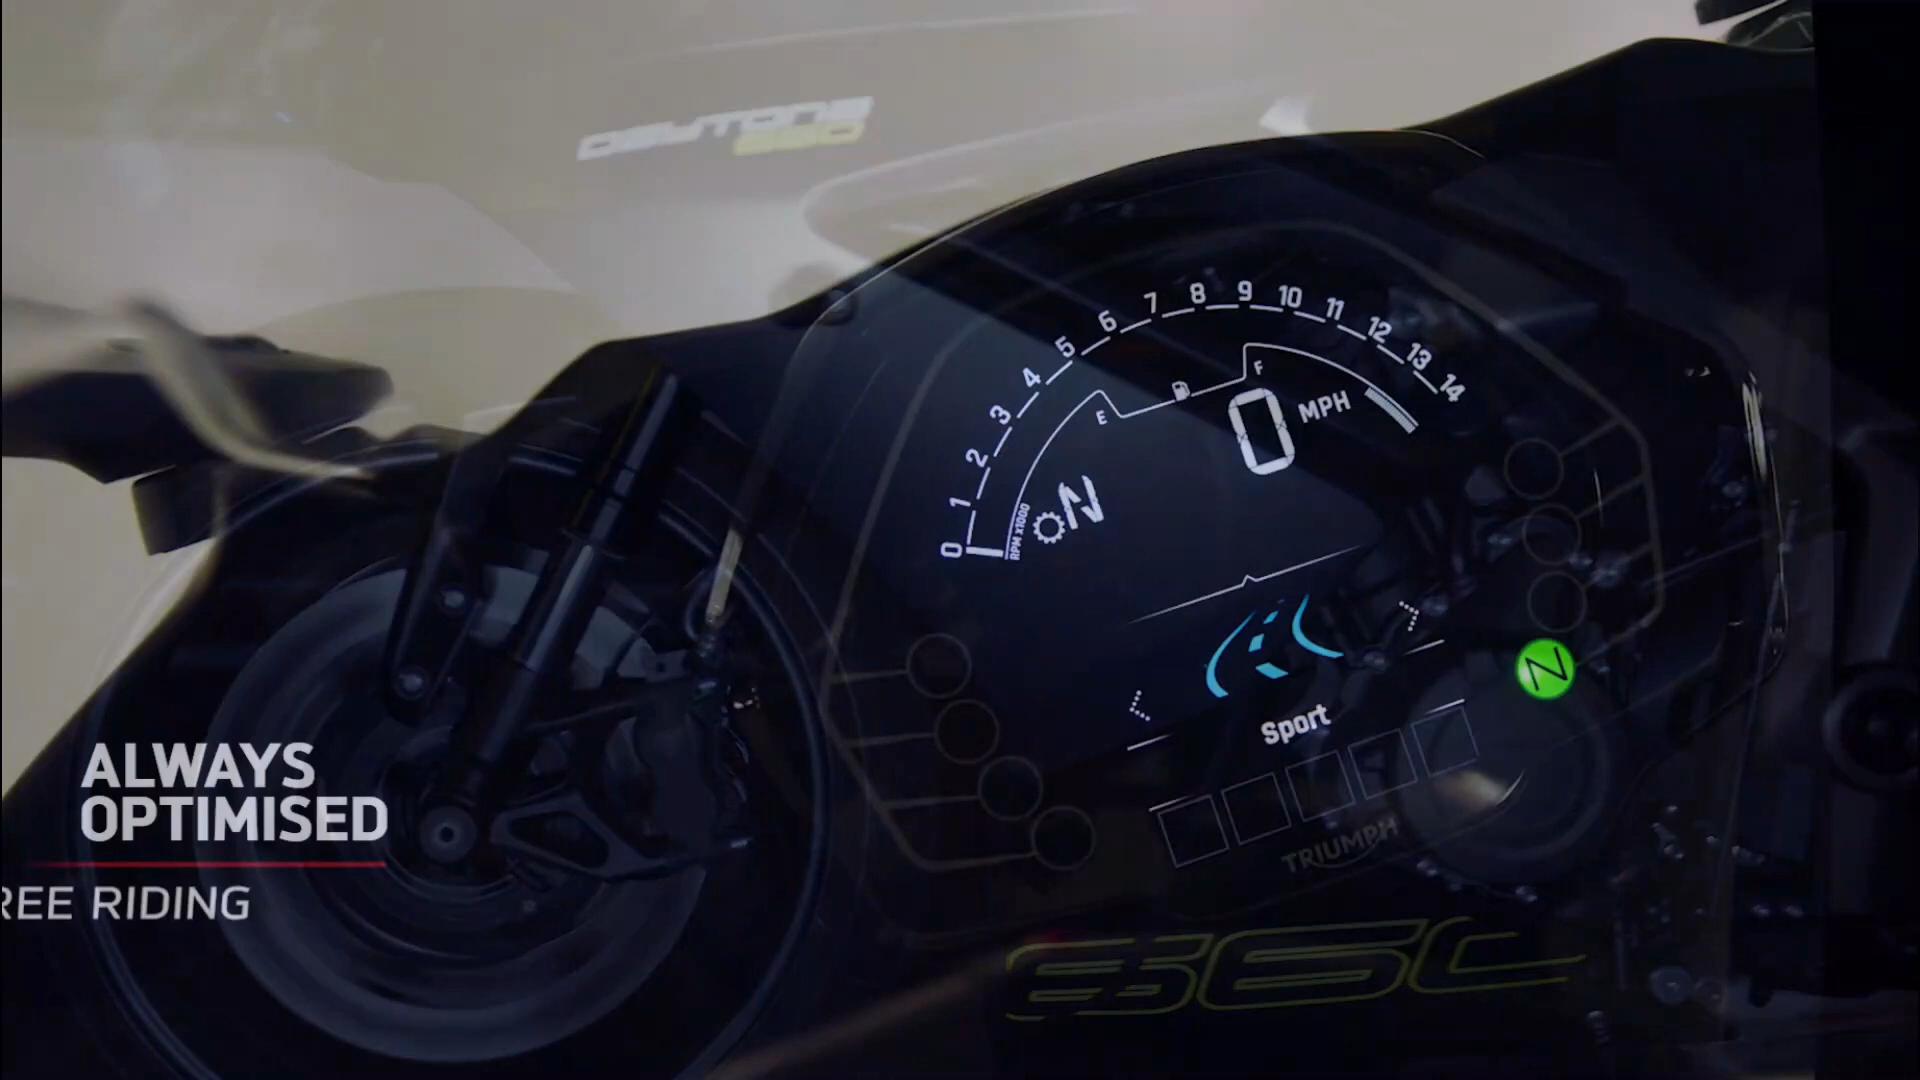 DAYTONA
660
0 1 2 3 4 5 6 7 8 9 10 11 12 13 14
RPM x1000
E
F
0 MPH
N
Sport
N
TRIUMPH
ALWAYS
OPTIMISED
REE RIDING